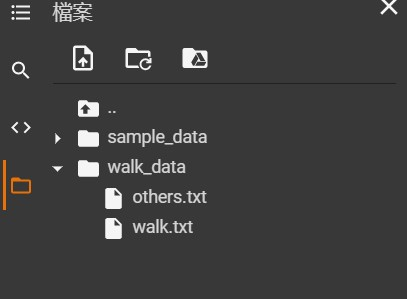 檔案
..
sample_data
walk_data
others.txt
walk.txt